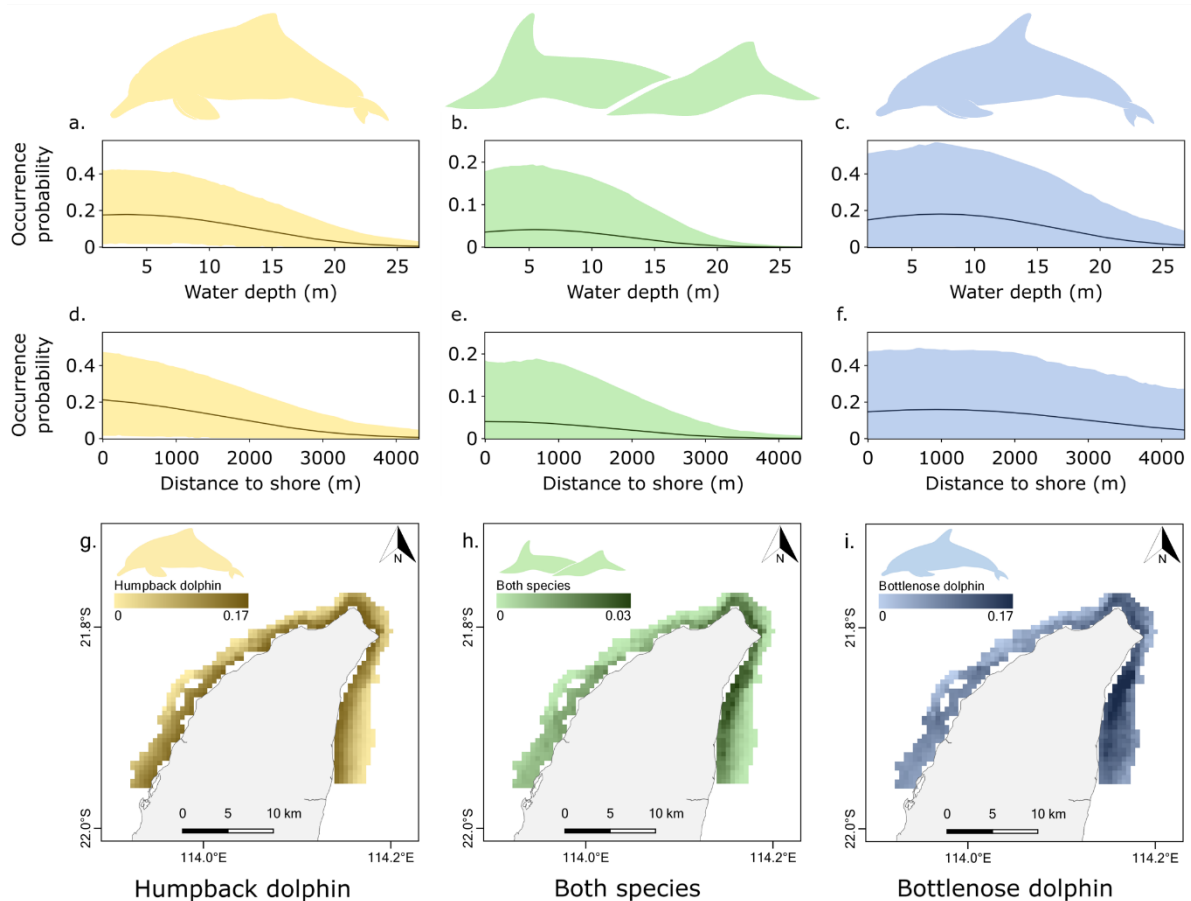 a.
b.
c.
Occurrence
probability
0.4
0.2
0
0.2
0.1
0
0.4
0.2
0
5 10 15 20 25
5 10 15 20 25
5 10 15 20 25
Water depth (m)
Water depth (m)
Water depth (m)
d.
e.
f.
Occurrence
probability
0.4
0.2
0
0.2
0.1
0
0.4
0.2
0
0 1000 2000 3000 4000
0 1000 2000 3000 4000
0 1000 2000 3000 4000
Distance to shore (m)
Distance to shore (m)
Distance to shore (m)
g.
N
Humpback dolphin
0 0.17
21.8°S
22.0°S
0 5 10 km
114.0°E 114.2°E
Humpback dolphin
h.
N
Both species
0 0.03
21.8°S
22.0°S
0 5 10 km
114.0°E 114.2°E
Both species
i.
N
Bottlenose dolphin
0 0.17
21.8°S
22.0°S
0 5 10 km
114.0°E 114.2°E
Bottlenose dolphin